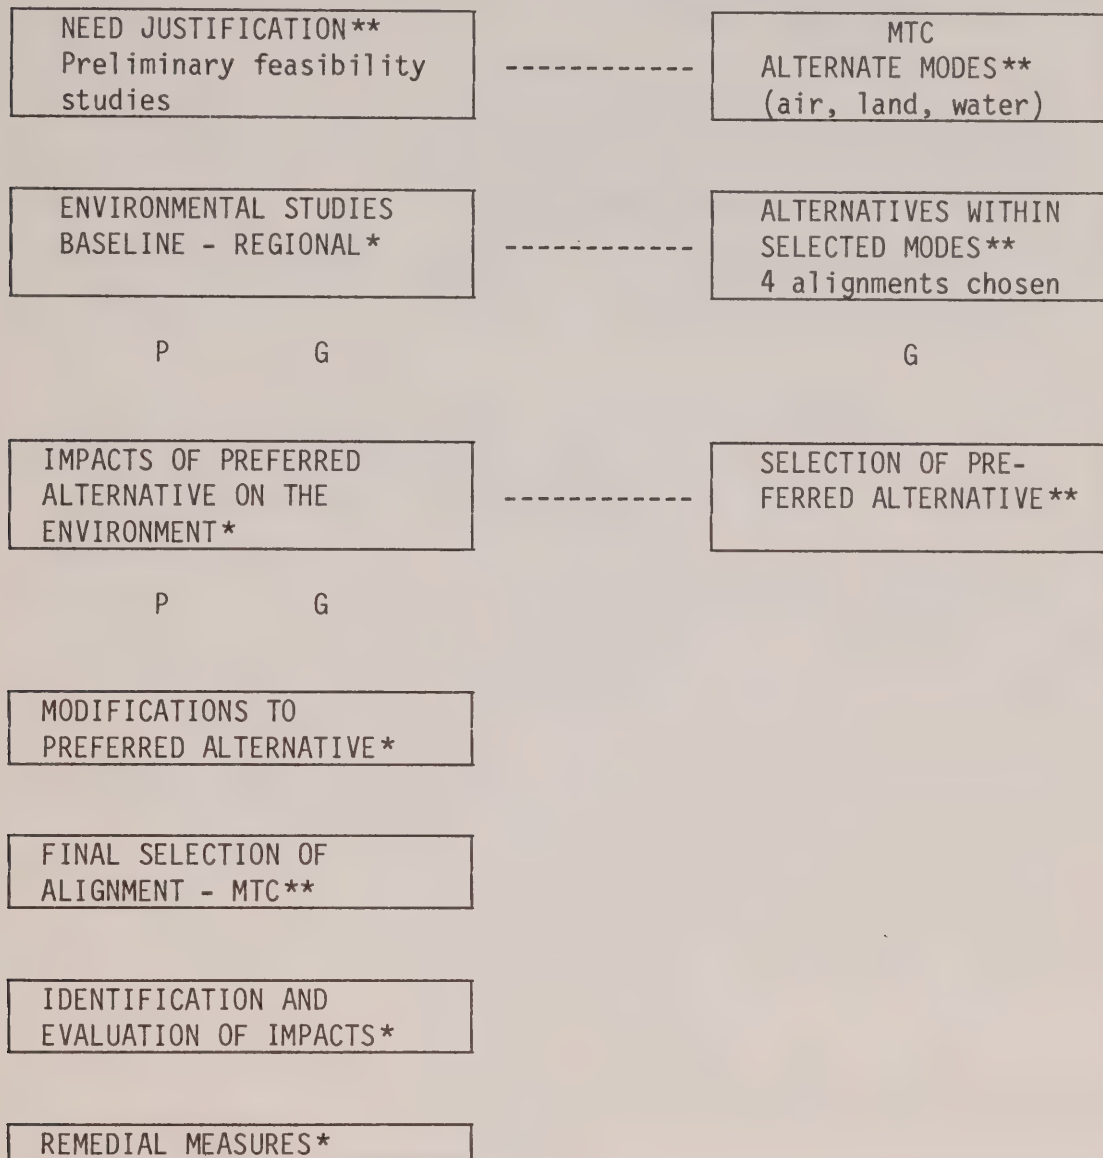 NEED JUSTIFICATION**
Preliminary feasibility
studies
MTC
ALTERNATE MODES**
(air, land, water)
ENVIRONMENTAL STUDIES
BASELINE - REGIONAL*
ALTERNATIVES WITHIN
SELECTED MODES**
4 alignments chosen
P G
G
IMPACTS OF PREFERRED
ALTERNATIVE ON THE
ENVIRONMENT*
SELECTION OF PRE-
FERRED ALTERNATIVE**
P G
MODIFICATIONS TO
PREFERRED ALTERNATIVE*
FINAL SELECTION OF
ALIGNMENT - MTC**
IDENTIFICATION AND
EVALUATION OF IMPACTS*
REMEDIAL MEASURES*